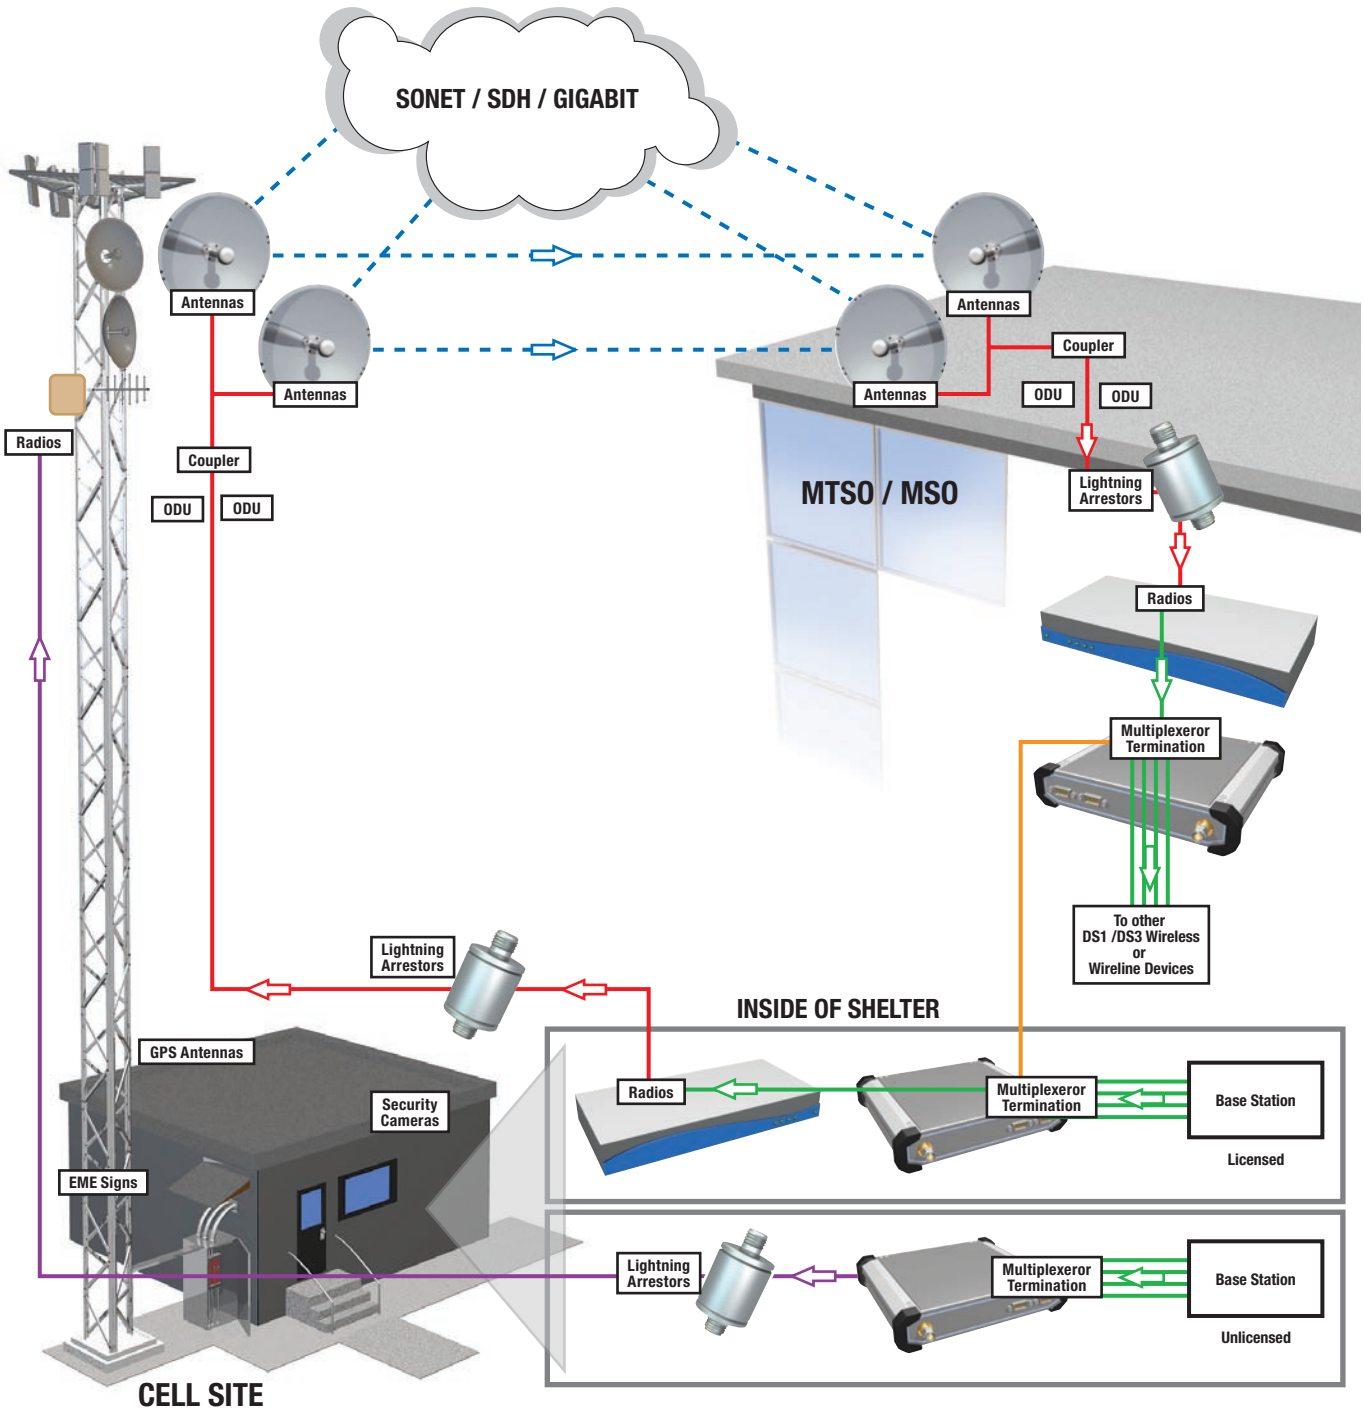 SONET / SDH / GIGABIT
Antennas
Antennas
Antennas
Antennas
Coupler
ODU
ODU
Radios
Coupler
ODU
ODU
MTSO / MSO
Lightning
Arrestors
Radios
Multiplexeror
Termination
To other
DS1 /DS3 Wireless
or
Wireline Devices
Lightning
Arrestors
INSIDE OF SHELTER
GPS Antennas
Security
Cameras
EME Signs
Radios
Multiplexeror
Termination
Base Station
Licensed
Lightning
Arrestors
Multiplexeror
Termination
Base Station
Unlicensed
CELL SITE